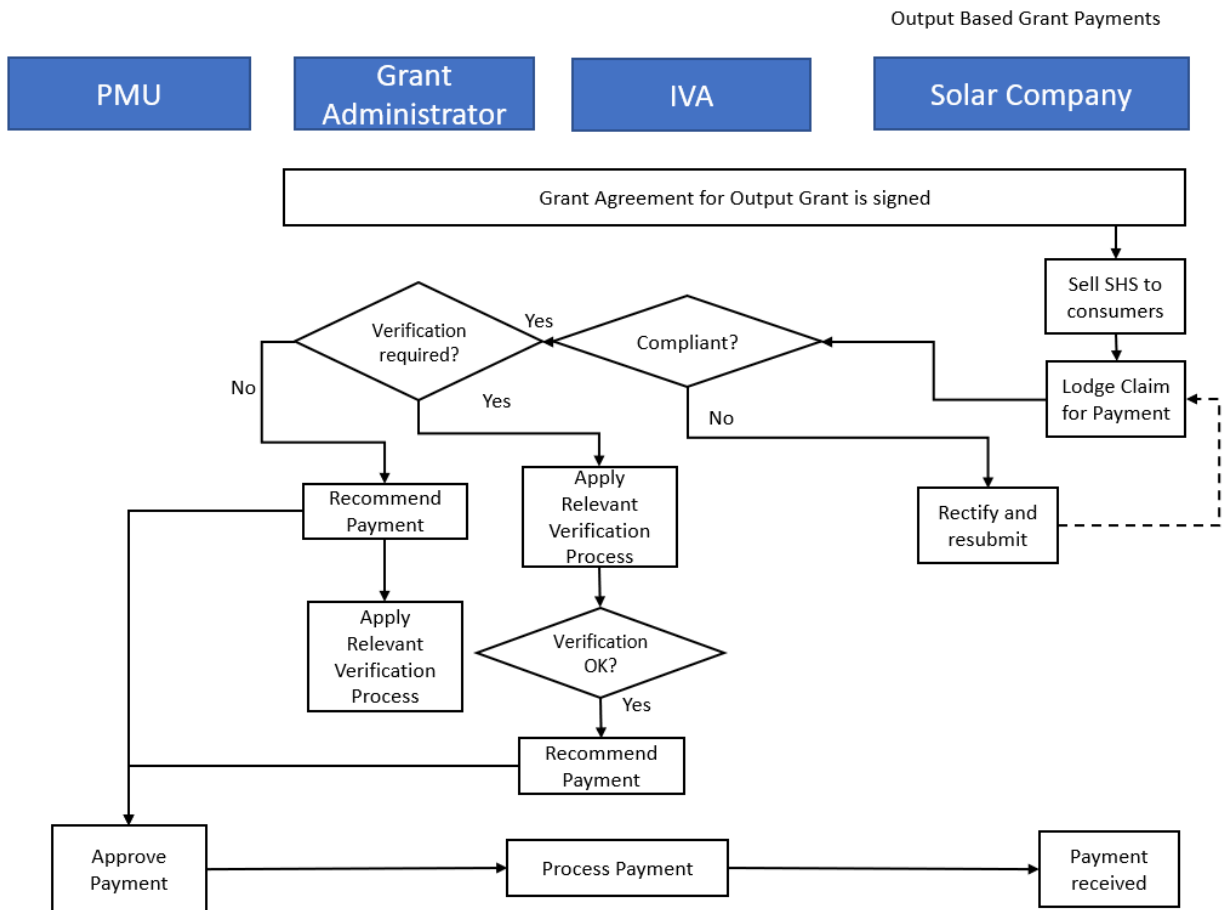 Output Based Grant Payments
PMU
Grant
Administrator
IVA
Solar Company
Grant Agreement for Output Grant is signed
Sell SHS to
consumers
Verification
required?
Yes
Compliant?
Lodge Claim
for Payment
No
Yes
No
Recommend
Payment
Apply
Relevant
Verification
Process
Rectify and
resubmit
Apply
Relevant
Verification
Process
Verification
OK?
Yes
Recommend
Payment
Approve
Payment
Process Payment
Payment
received